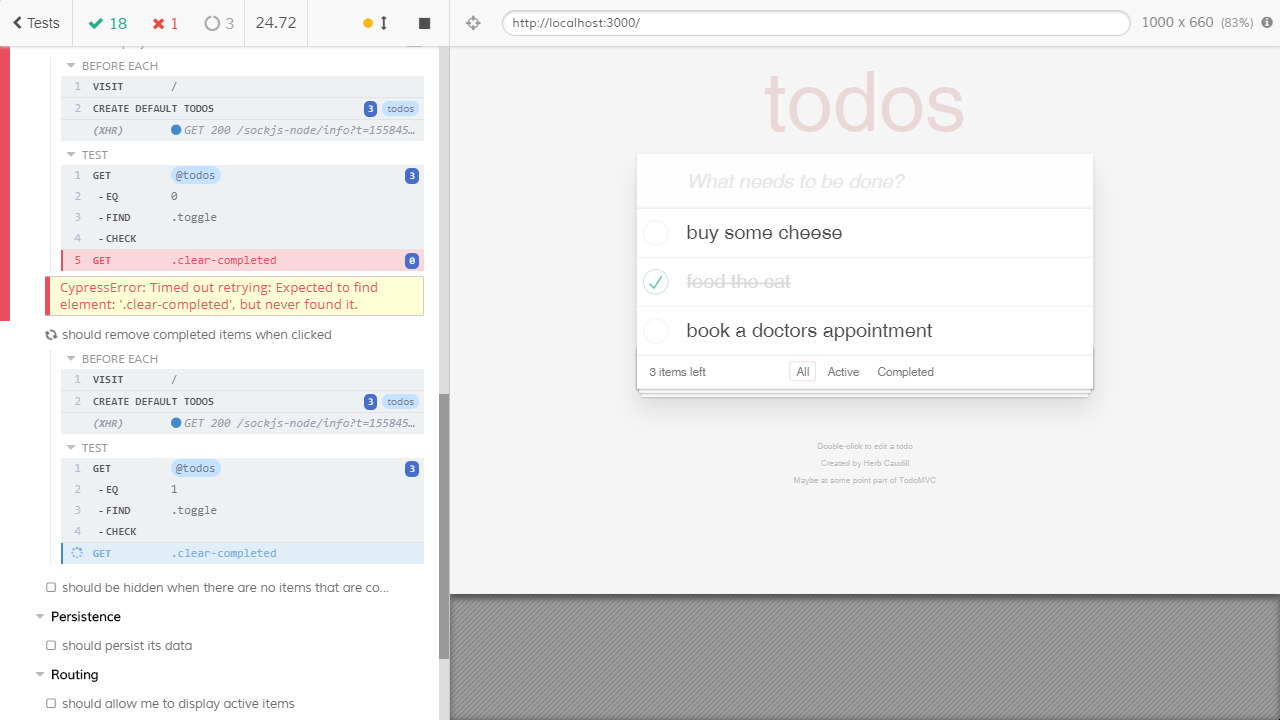 Tests 18 1 3 24.72
http://localhost:3000/ 1000 x 660 (83%)
BEFORE EACH
1 VISIT /
2 CREATE DEFAULT TODOS 3 todos
(XHR) GET 200 /sockjs-node/info?t=155845…
TEST
1 GET @todos 3
2 -EQ 0
3 -FIND .toggle
4 -CHECK
5 GET .clear-completed 0
CypressError: Timed out retrying: Expected to find
element: '.clear-completed', but never found it.
should remove completed items when clicked
BEFORE EACH
1 VISIT /
2 CREATE DEFAULT TODOS 3 todos
(XHR) GET 200 /sockjs-node/info?t=155845…
TEST
1 GET @todos 3
2 -EQ 1
3 -FIND .toggle
4 -CHECK
GET .clear-completed
should be hidden when there are no items that are co...
Persistence
should persist its data
Routing
should allow me to display active items
todos
What needs to be done?
buy some cheese
feed the cat
book a doctors appointment
3 items left All Active Completed
Double-click to edit a todo
Created by Herb Caudill
Maybe at some point part of TodoMVC